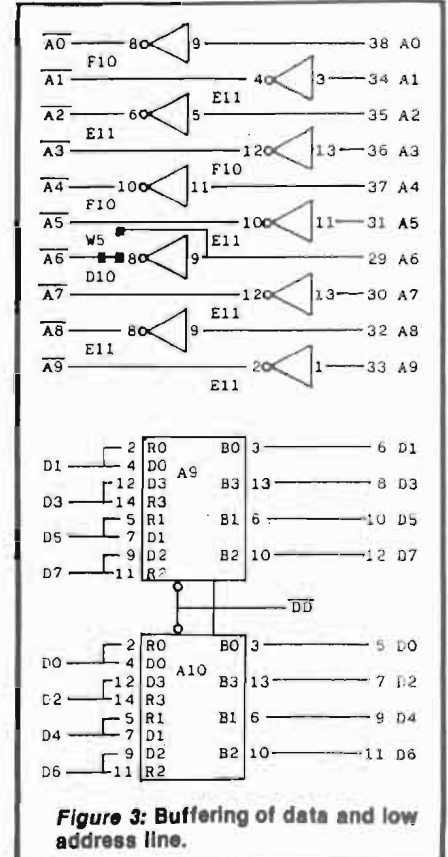 A0 8 9 38 A0
F10
A1 4 3 34 A1
E11
A2 6 5 35 A2
E11
A3 12 13 36 A3
F10
A4 10 11 37 A4
F10
A5 10 11 31 A5
W5 E11
A6 8 9 29 A6
D10
A7 12 13 30 A7
E11
A8 8 9 32 A8
E11
A9 2 1 33 A9
E11
2 R0 A9 B0 3 6 D1
D1 4 D0
12 D3 B3 13 8 D3
D3 14 R3
5 R1 B1 6 10 D5
D5 7 D1
9 D2 B2 10 12 D7
D7 11 R2
DD
2 R0 A10 B0 3 5 D0
D0 4 D0
12 D3 B3 13 7 D2
D2 14 R3
5 R1 B1 6 9 D4
D4 7 D1
9 D2 B2 10 11 D6
D6 11 R2
Figure 3: Buffering of data and low
address line.